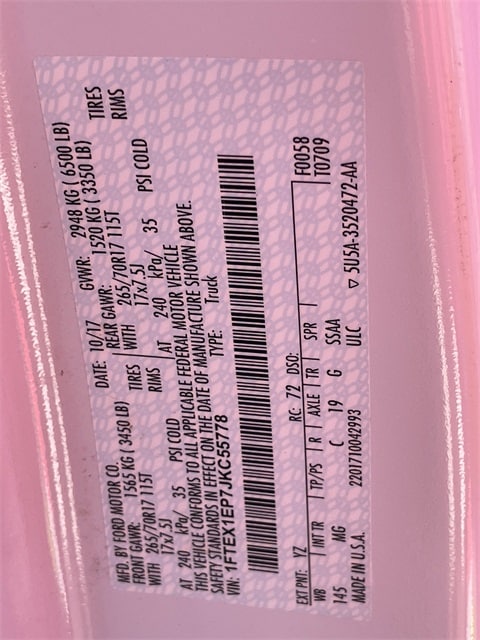 MFD. BY FORD MOTOR CO.
DATE: 10/17 GVWR: 2948 KG ( 6500 LB)
FRONT GAWR: 1565 KG ( 3450 LB) REAR GAWR: 1520 KG ( 3350 LB)
WITH 265/70R17 115T TIRES WITH 265/70R17 115T TIRES
17x7.5J RIMS 17x7.5J RIMS
AT 240 kPa/ 35 PSI COLD AT 240 kPa/ 35 PSI COLD
THIS VEHICLE CONFORMS TO ALL APPLICABLE FEDERAL MOTOR VEHICLE
SAFETY STANDARDS IN EFFECT ON THE DATE OF MANUFACTURE SHOWN ABOVE.
VIN: 1FTEX1EP7JKC55778 TYPE: Truck
F0058
T0709
EXT PNT: YZ RC: 72 DSO:
WB INT TR TP/PS R AXLE TR SPR
145 MG C 19 G SSAA
5U5A-3520472-AA
MADE IN U.S.A. 220171004299­3 ULC